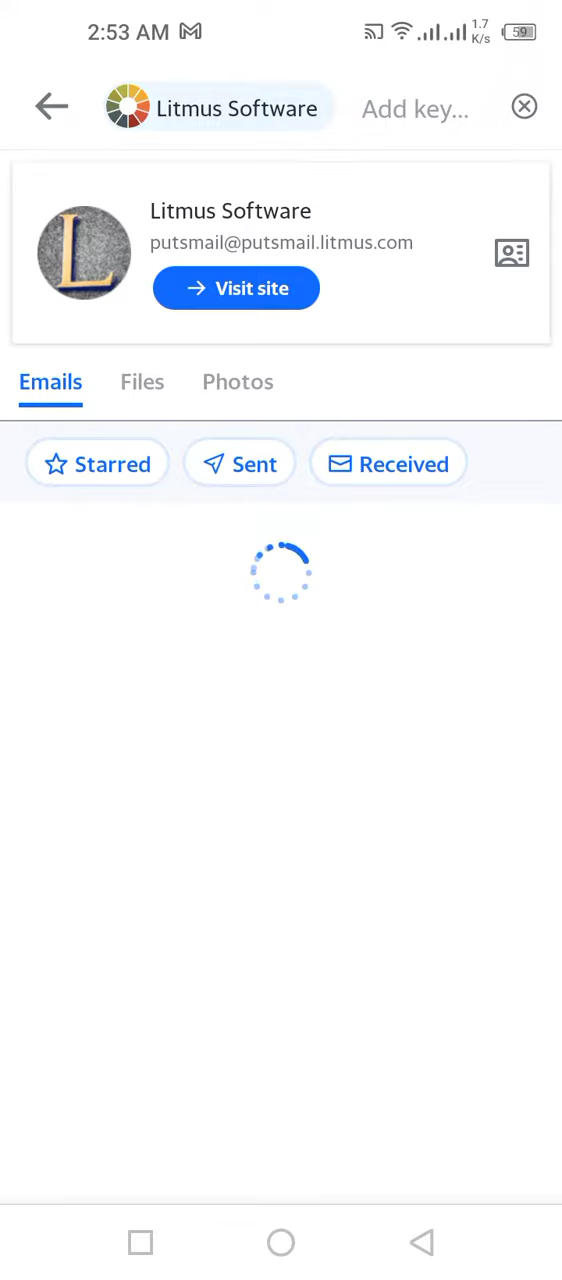 2:53 AM
1.7
K/s
59
Litmus Software
Add key...
L
Litmus Software
putsmail@putsmail.litmus.com
Visit site
Emails Files Photos
Starred Sent Received